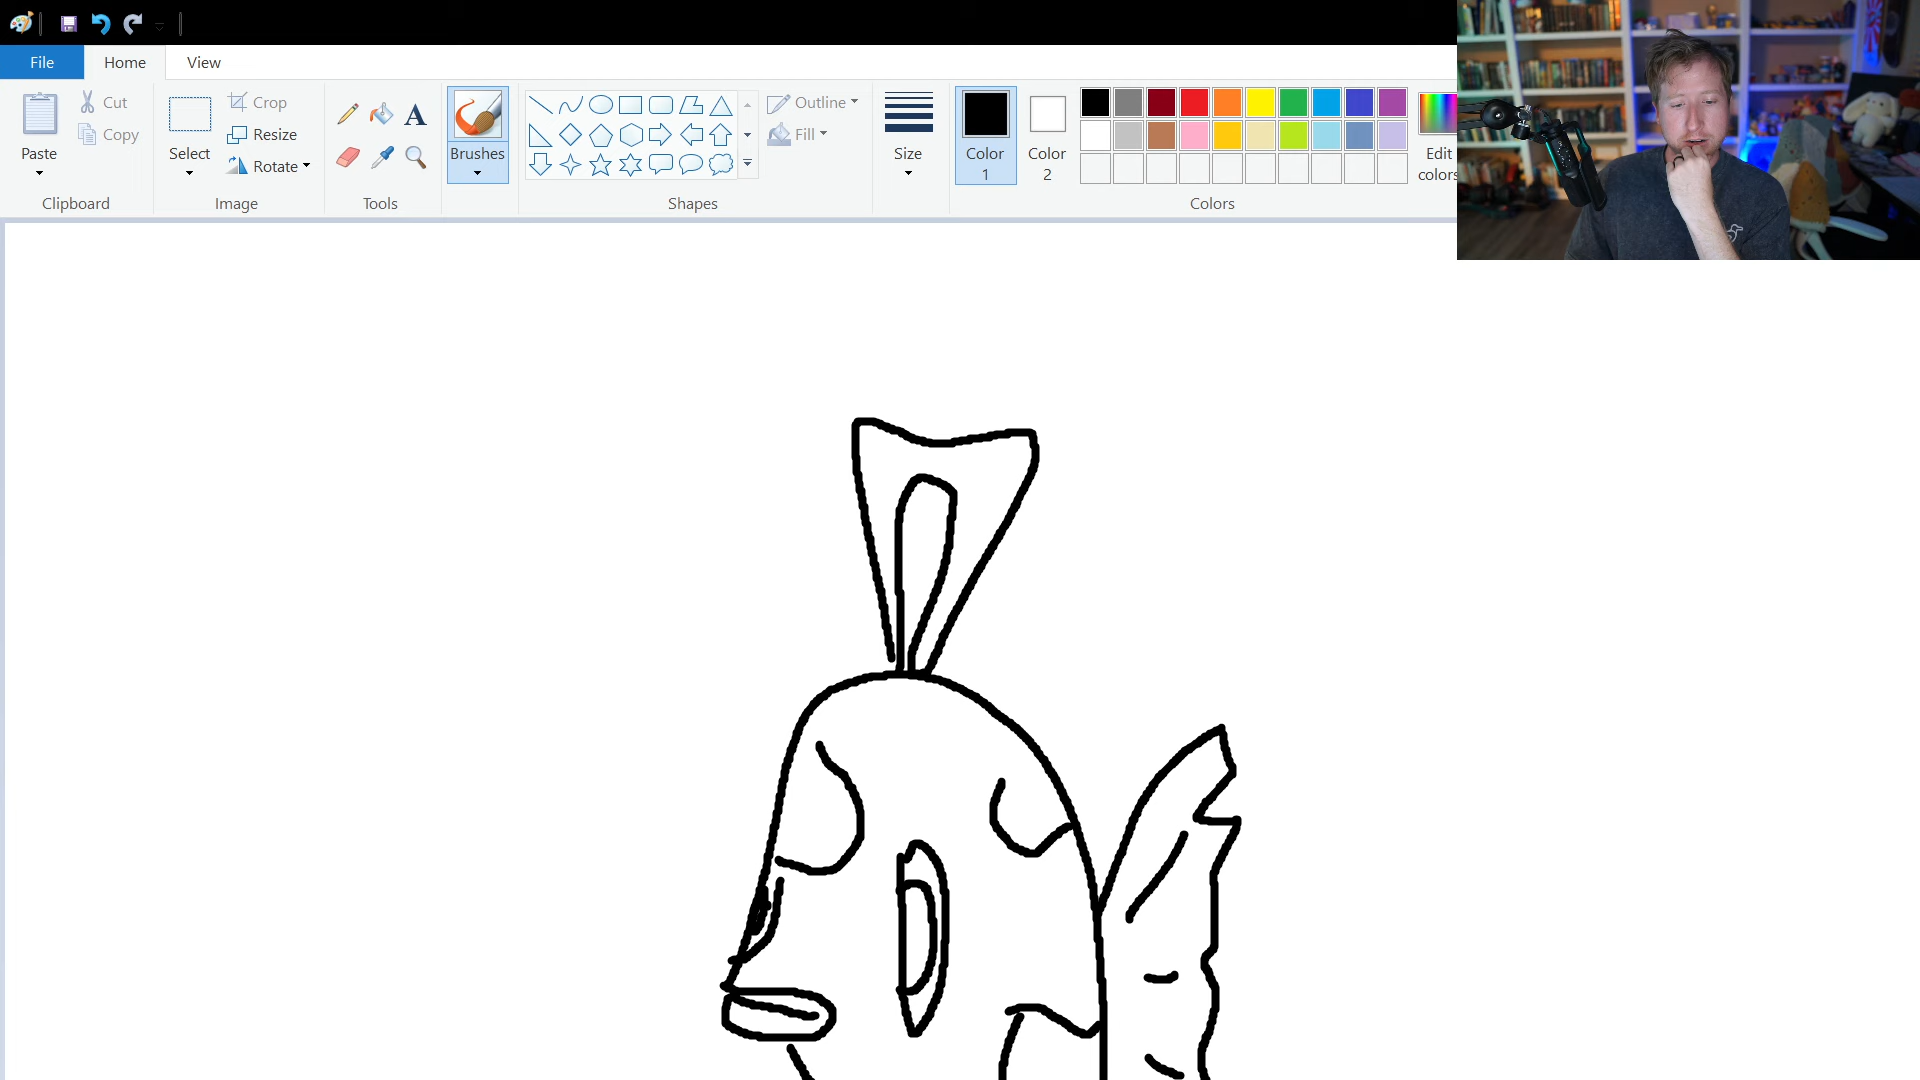 File Home View
Cut
Copy
Paste
Clipboard
Crop
Resize
Rotate
Select
Image
A
Tools
Brushes
Outline
Fill
Shapes
Size
Color 1
Color 2
Edit colors
Colors